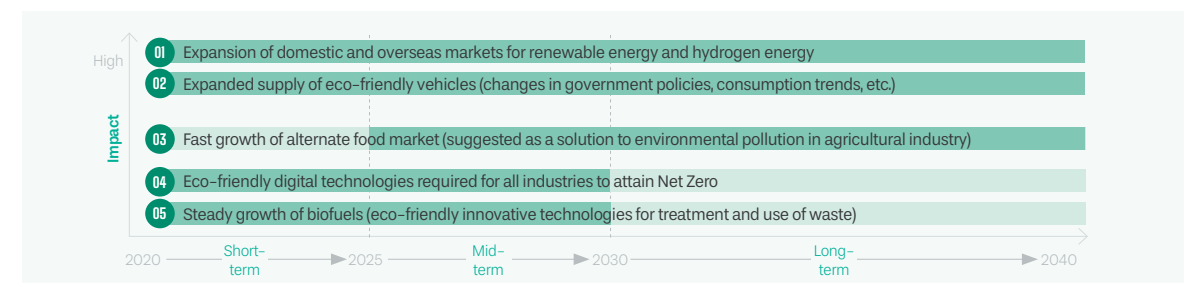 High
Impact
01 Expansion of domestic and overseas markets for renewable energy and hydrogen energy
02 Expanded supply of eco-friendly vehicles (changes in government policies, consumption trends, etc.)
03 Fast growth of alternate food market (suggested as a solution to environmental pollution in agricultural industry)
04 Eco-friendly digital technologies required for all industries to attain Net Zero
05 Steady growth of biofuels (eco-friendly innovative technologies for treatment and use of waste)
2020
Short-
term
2025
Mid-
term
2030
Long-
term
2040